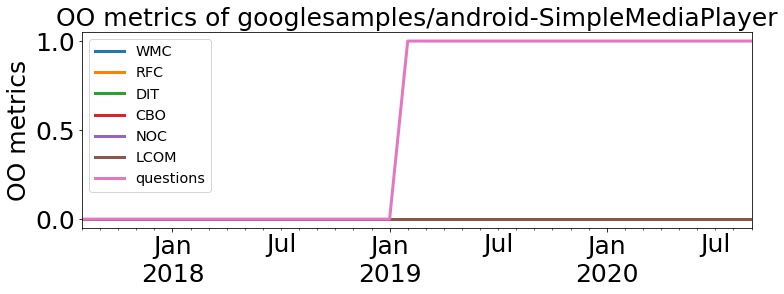 OO metrics of googlesamples/android-SimpleMediaPlayer
OO metrics
1.0
0.5
0.0
WMC
RFC
DIT
CBO
NOC
LCOM
questions
Jan Jul Jan Jul Jan Jul
2018 2019 2020